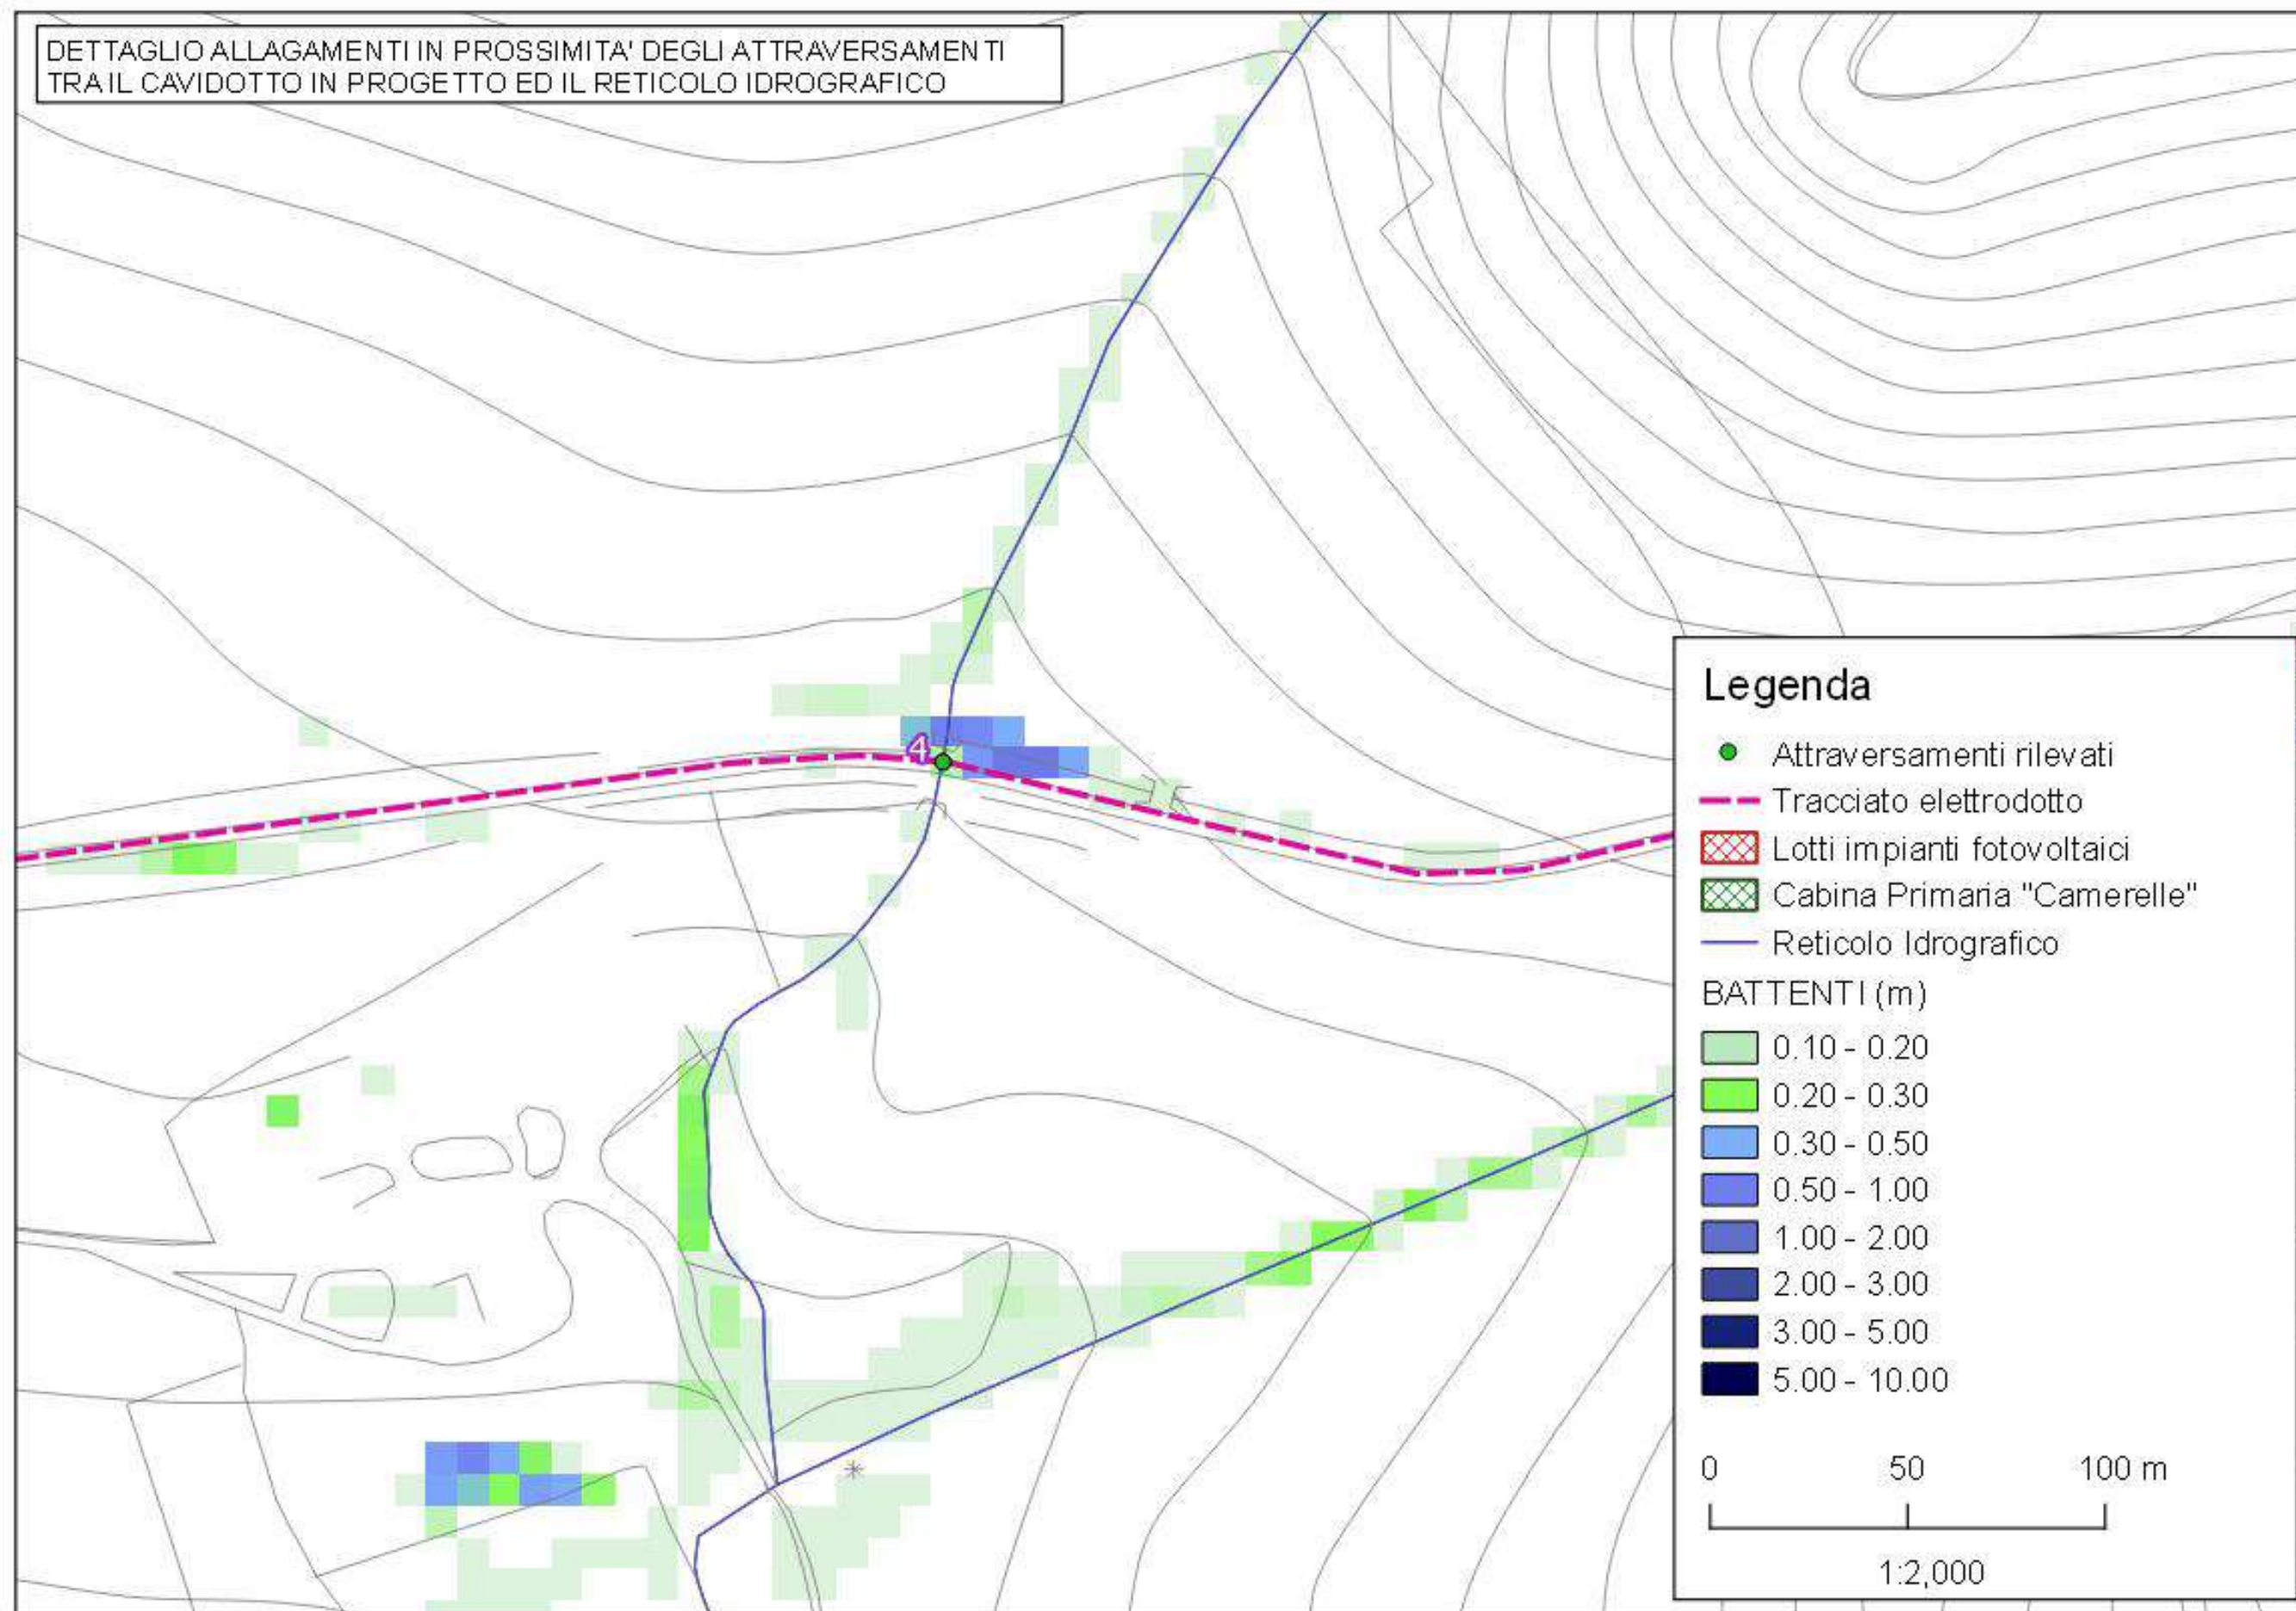 DETTAGLIO ALLAGAMENTI IN PROSSIMITA' DEGLI ATTRAVERSAMENTI
TRA IL CAVIDOTTO IN PROGETTO ED IL RETICOLO IDROGRAFICO
4
Legenda
Attraversamenti rilevati
Tracciato elettrodotto
Lotti impianti fotovoltaici
Cabina Primaria "Camerelle"
Reticolo Idrografico
BATTENTI (m)
0.10 - 0.20
0.20 - 0.30
0.30 - 0.50
0.50 - 1.00
1.00 - 2.00
2.00 - 3.00
3.00 - 5.00
5.00 - 10.00
0 50 100 m
1:2,000